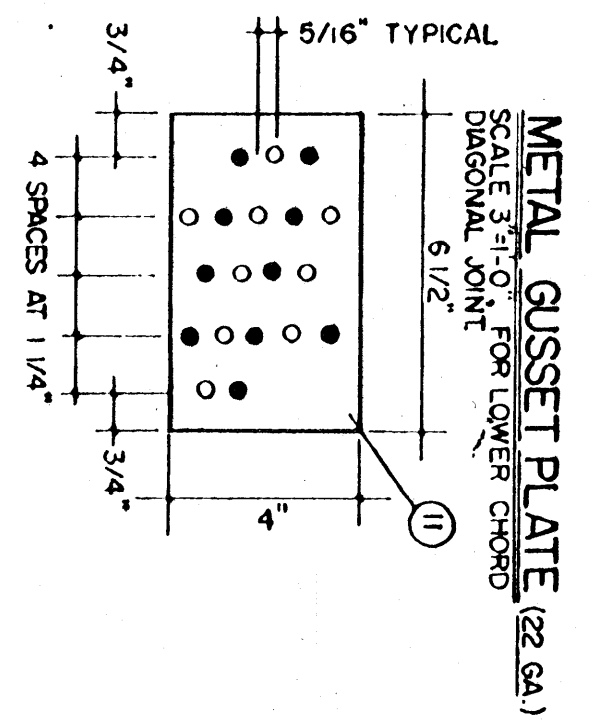 METAL GUSSET PLATE (22 GA.)
SCALE 3"=1'-0", FOR LOWER CHORD
DIAGONAL JOINT
5/16" TYPICAL
3/4"
4 SPACES AT 1 1/4"
3/4"
6 1/2"
4"
11